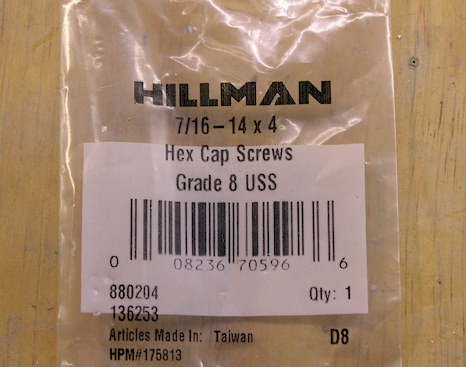 HILLMAN
7/16-14 x 4
Hex Cap Screws
Grade 8 USS
0 08236 70596 6
880204 Qty: 1
136253
Articles Made In: Taiwan D8
HPM#175813